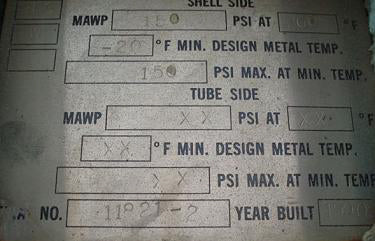 SHELL SIDE
MAWP 150 PSI AT °F
-20 °F MIN. DESIGN METAL TEMP.
150 PSI MAX. AT MIN. TEMP.
TUBE SIDE
MAWP XX PSI AT XX °F
XX °F MIN. DESIGN METAL TEMP.
XX PSI MAX. AT MIN. TEMP
NO. 11821-2 YEAR BUILT